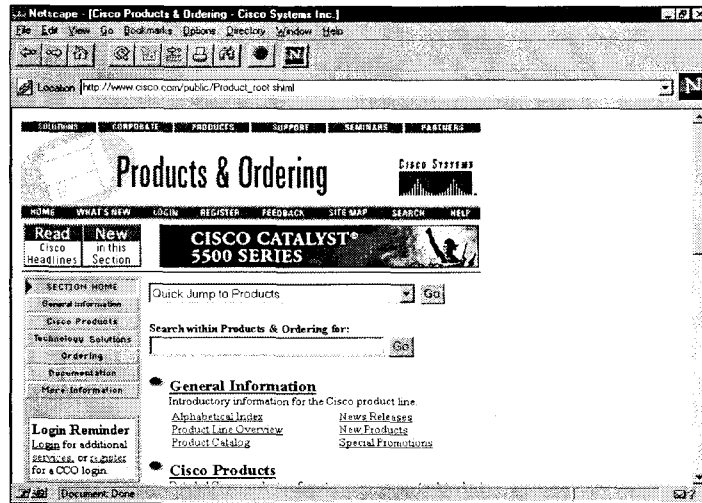 Netscape - [Cisco Products & Ordering - Cisco Systems Inc.]
File Edit View Go Bookmarks Options Directory Window Help
Location http://www.cisco.com/public/Product_root.shtml
SOLUTIONS CORPORATE PRODUCTS SUPPORT SEMINARS PARTNERS
Products & Ordering
CISCO SYSTEMS
HOME WHAT'S NEW LOGIN REGISTER FEEDBACK SITE MAP SEARCH HELP
Read Cisco Headlines
New in this Section
CISCO CATALYST®
5500 SERIES
SECTION HOME
General Information
Cisco Products
Technology Solutions
Ordering
Documentation
More Information
Login Reminder
Login for additional
services, or register
for a CCO login.
Quick Jump to Products Go
Search within Products & Ordering for:
Go
General Information
Introductory information for the Cisco product line.
Alphabetical Index News Releases
Product Line Overview New Products
Product Catalog Special Promotions
Cisco Products
Document: Done